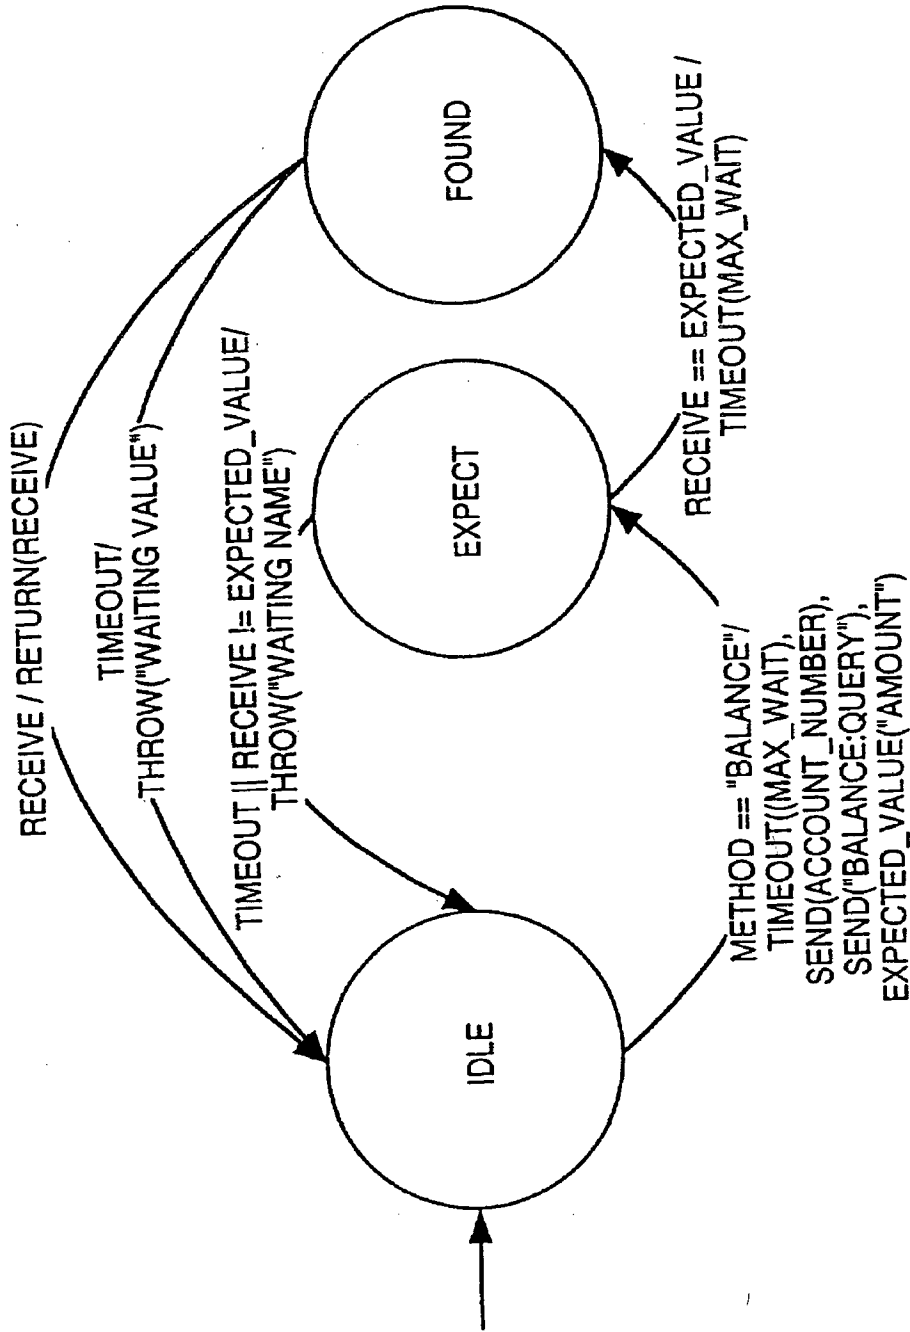 RECEIVE / RETURN(RECEIVE)
TIMEOUT/
THROW("WAITING VALUE")
TIMEOUT || RECEIVE != EXPECTED_VALUE/
THROW("WAITING NAME")
IDLE
EXPECT
FOUND
METHOD == "BALANCE"/
TIMEOUT((MAX_WAIT),
SEND(ACCOUNT_NUMBER),
SEND("BALANCE:QUERY"),
EXPECTED_VALUE("AMOUNT")
RECEIVE == EXPECTED_VALUE /
TIMEOUT(MAX_WAIT)